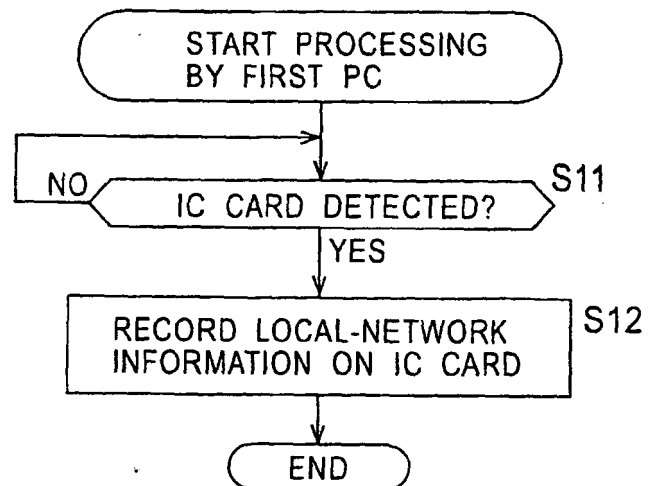 START PROCESSING
BY FIRST PC
NO
IC CARD DETECTED?
S11
YES
RECORD LOCAL-NETWORK
INFORMATION ON IC CARD
S12
END